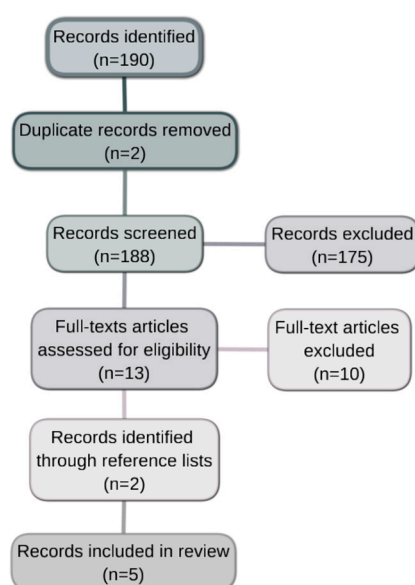 Records identified
(n=190)
Duplicate records removed
(n=2)
Records screened
(n=188)
Records excluded
(n=175)
Full-texts articles
assessed for eligibility
(n=13)
Full-text articles
excluded
(n=10)
Records identified
through reference lists
(n=2)
Records included in review
(n=5)